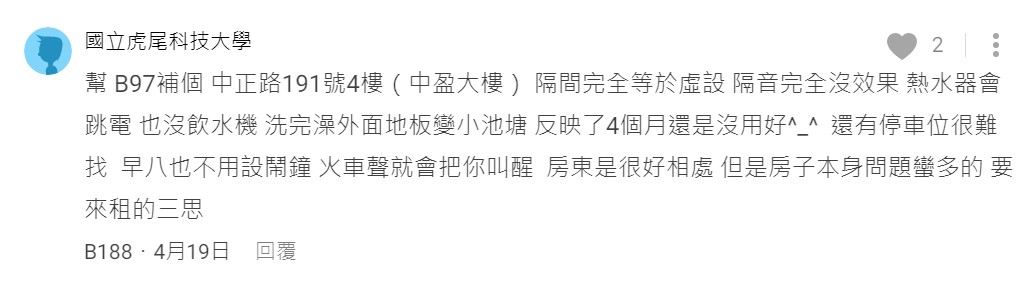 國立虎尾科技大學
2
幫 B97補個 中正路191號4樓（中盈大樓） 隔間完全等於虛設 隔音完全沒效果 熱水器會
跳電 也沒飲水機 洗完澡外面地板變小池塘 反映了4個月還是沒用好^_^ 還有停車位很難
找 早八也不用設鬧鐘 火車聲就會把你叫醒 房東是很好相處 但是房子本身問題蠻多的 要
來租的三思
B188．4月19日 回覆